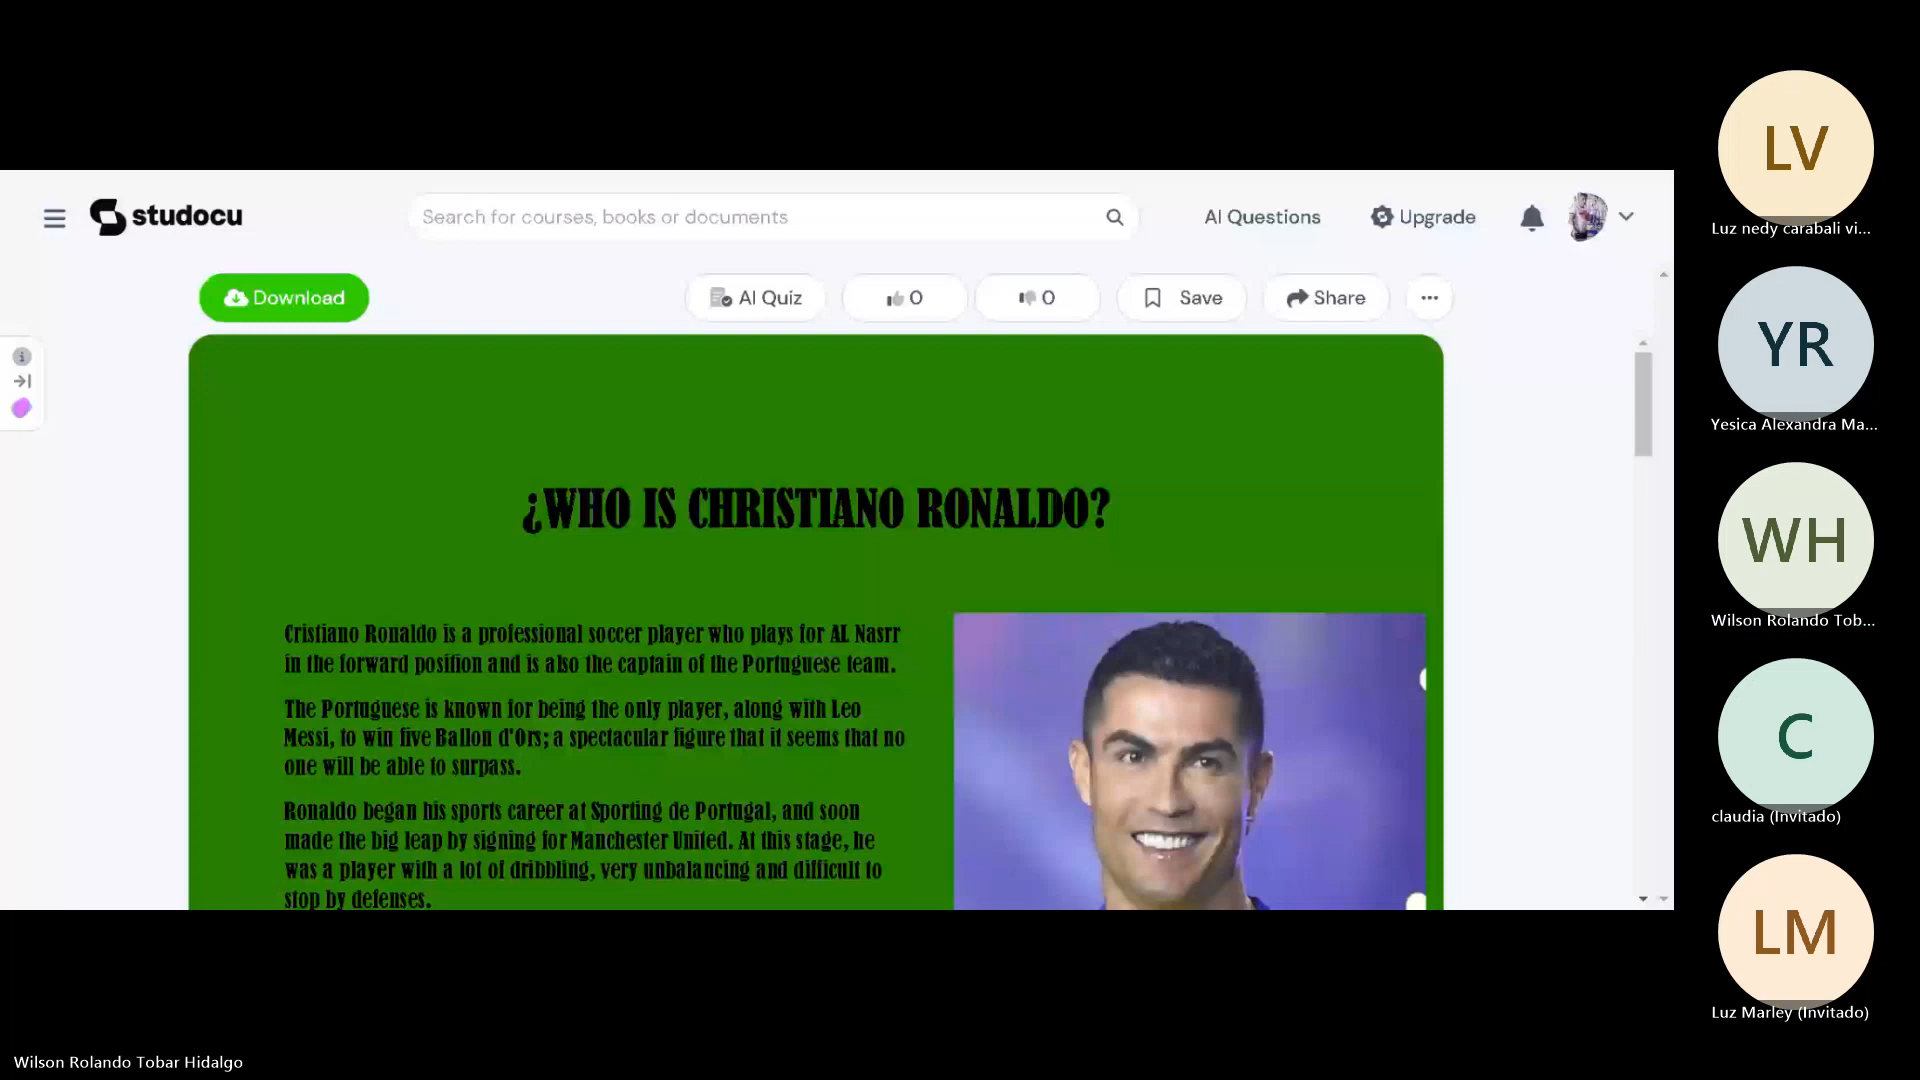 studocu
Search for courses, books or documents
AI Questions
Upgrade
Download
AI Quiz
0
0
Save
Share
¿WHO IS CHRISTIANO RONALDO?
Cristiano Ronaldo is a professional soccer player who plays for AL Nasrr
in the forward position and is also the captain of the Portuguese team.
The Portuguese is known for being the only player, along with Leo
Messi, to win five Ballon d'Ors; a spectacular figure that it seems that no
one will be able to surpass.
Ronaldo began his sports career at Sporting de Portugal, and soon
made the big leap by signing for Manchester United. At this stage, he
was a player with a lot of dribbling, very unbalancing and difficult to
stop by defenses.
LV
Luz nedy carabali vi...
YR
Yesica Alexandra Ma...
WH
Wilson Rolando Tob...
C
claudia (Invitado)
LM
Luz Marley (Invitado)
Wilson Rolando Tobar Hidalgo